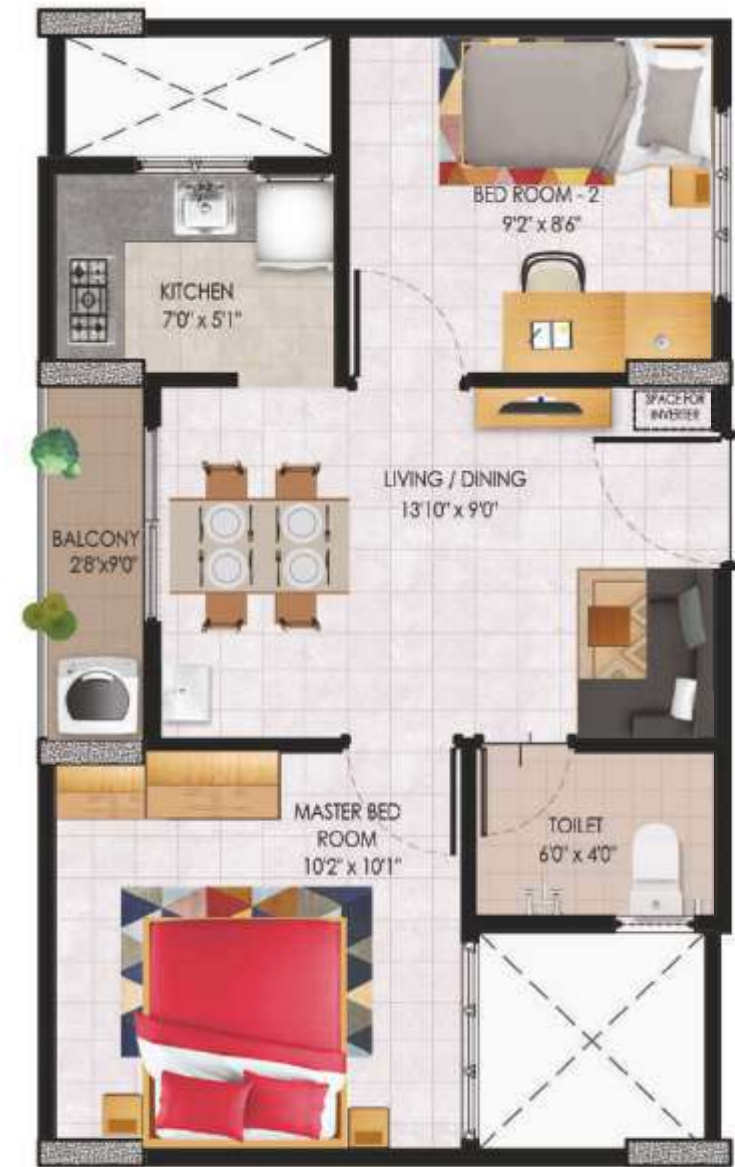 BED ROOM - 2
9'2" x 8'6"
KITCHEN
7'0" x 5'1"
SPACE FOR
INVERTER
LIVING / DINING
13'10" x 9'0"
BALCONY
2'8'x9'0"
MASTER BED
ROOM
10'2" x 10'1"
TOILET
6'0" x 4'0"